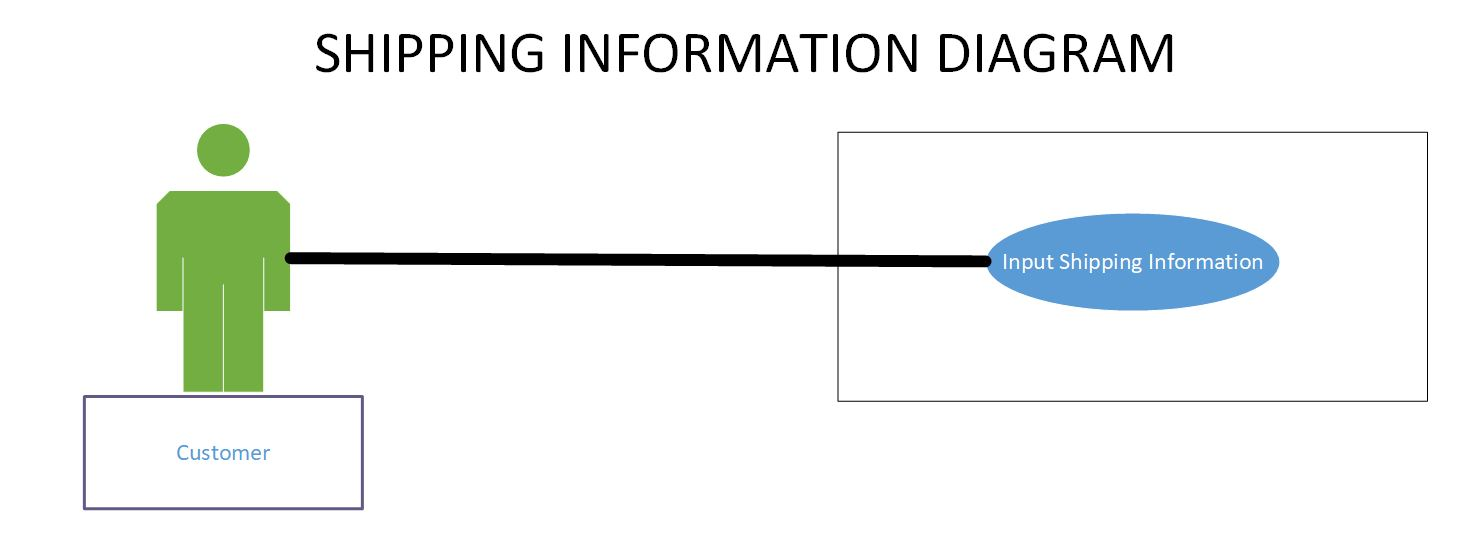 SHIPPING INFORMATION DIAGRAM
Input Shipping Information
Customer